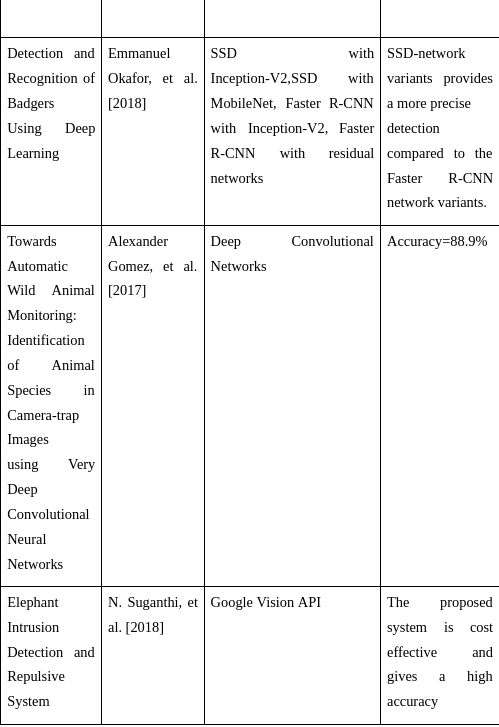 Detection and
Recognition of
Badgers
Using Deep
Learning
Emmanuel
Okafor, et al.
[2018]
SSD with
Inception-V2,SSD with
MobileNet, Faster R-CNN
with Inception-V2, Faster
R-CNN with residual
networks
SSD-network
variants provides
a more precise
detection
compared to the
Faster R-CNN
network variants.
Towards
Automatic
Wild Animal
Monitoring:
Identification
of Animal
Species in
Camera-trap
Images
using Very
Deep
Convolutional
Neural
Networks
Alexander
Gomez, et al.
[2017]
Deep Convolutional
Networks
Accuracy=88.9%
Elephant
Intrusion
Detection and
Repulsive
System
N. Suganthi, et
al. [2018]
Google Vision API
The proposed
system is cost
effective and
gives a high
accuracy